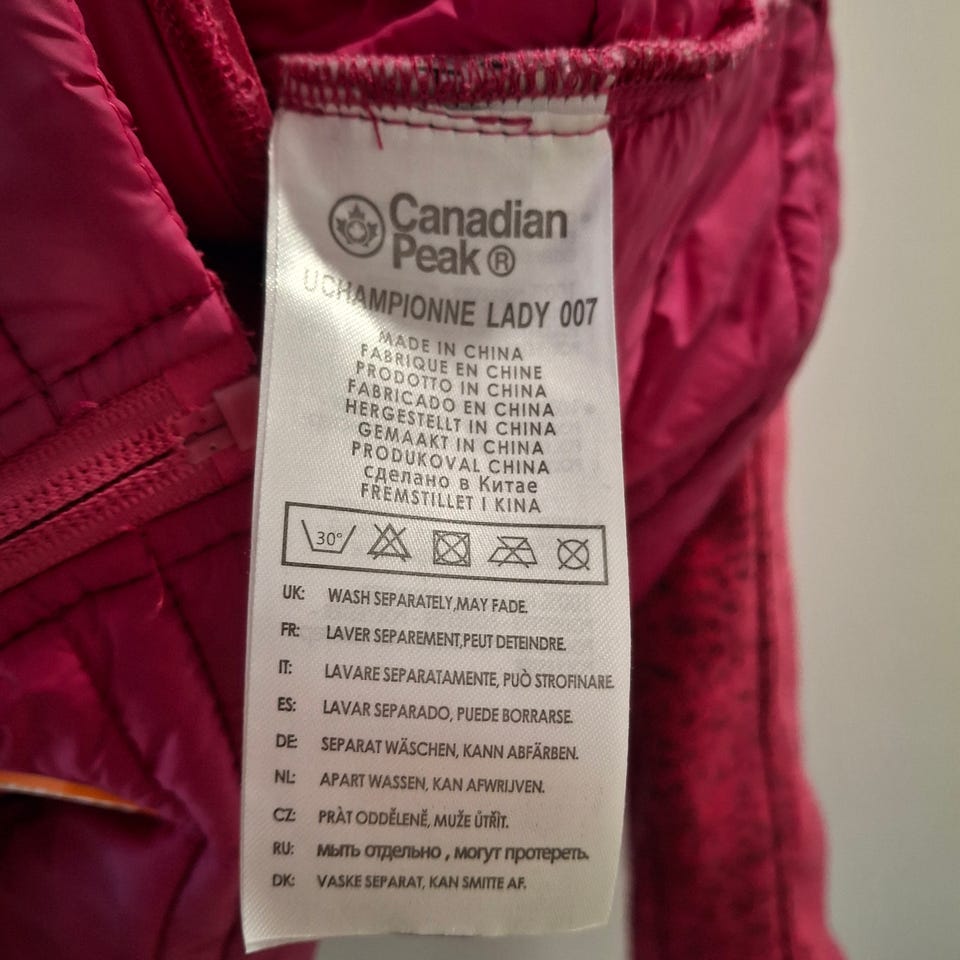 Canadian
Peak ®
UCHAMPIONNE LADY 007
MADE IN CHINA
FABRIQUE EN CHINE
PRODOTTO IN CHINA
FABRICADO EN CHINA
HERGESTELLT IN CHINA
GEMAAKT IN CHINA
PRODUKOVAL CHINA
сделано в Китае
FREMSTILLET I KINA
30°
UK: WASH SEPARATELY,MAY FADE.
FR: LAVER SEPAREMENT,PEUT DETEINDRE.
IT: LAVARE SEPARATAMENTE, PUÒ STROFINARE.
ES: LAVAR SEPARADO, PUEDE BORRARSE.
DE: SEPARAT WÄSCHEN, KANN ABFÄRBEN.
NL: APART WASSEN, KAN AFWRIJVEN.
CZ: PRÀT ODDĚLENĚ, MUŽE ŮTŘÍT.
RU: мыть отдельно , могут протереть.
DK: VASKE SEPARAT, KAN SMITTE AF.